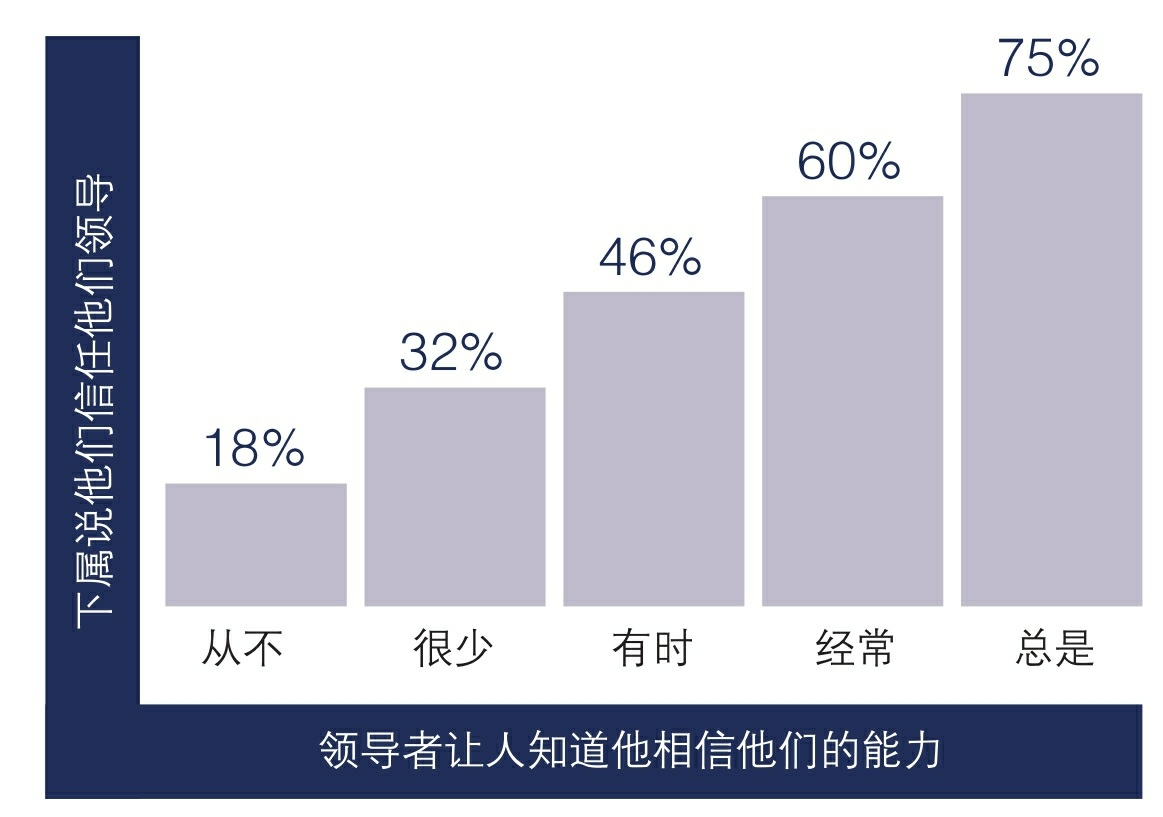 下属说他们信任他们领导
75%
60%
46%
32%
18%
从不 很少 有时 经常 总是
领导者让人知道他相信他们的能力